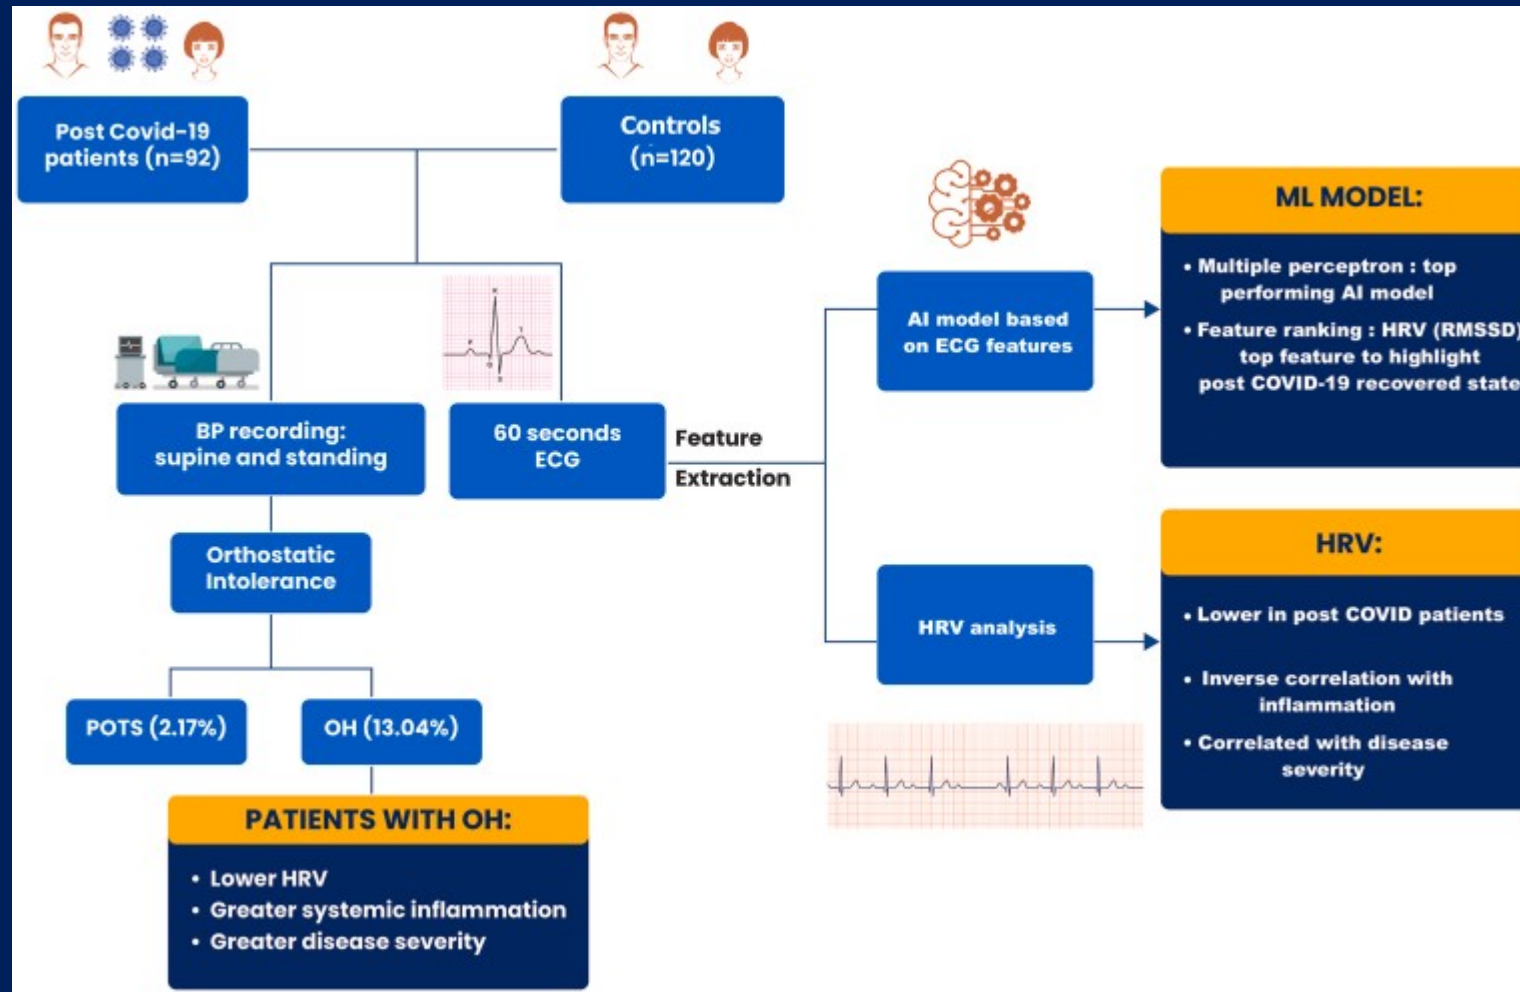 Post Covid-19
patients (n=92)
Controls
(n=120)
BP recording:
supine and standing
60 seconds
ECG
Feature
Extraction
Orthostatic
Intolerance
POTS (2.17%)
OH (13.04%)
PATIENTS WITH OH:
• Lower HRV
• Greater systemic inflammation
• Greater disease severity
AI model based
on ECG features
HRV analysis
ML MODEL:
• Multiple perceptron : top
performing AI model
• Feature ranking : HRV (RMSSD)
top feature to highlight
post COVID-19 recovered state
HRV:
• Lower in post COVID patients
• Inverse correlation with
inflammation
• Correlated with disease
severity